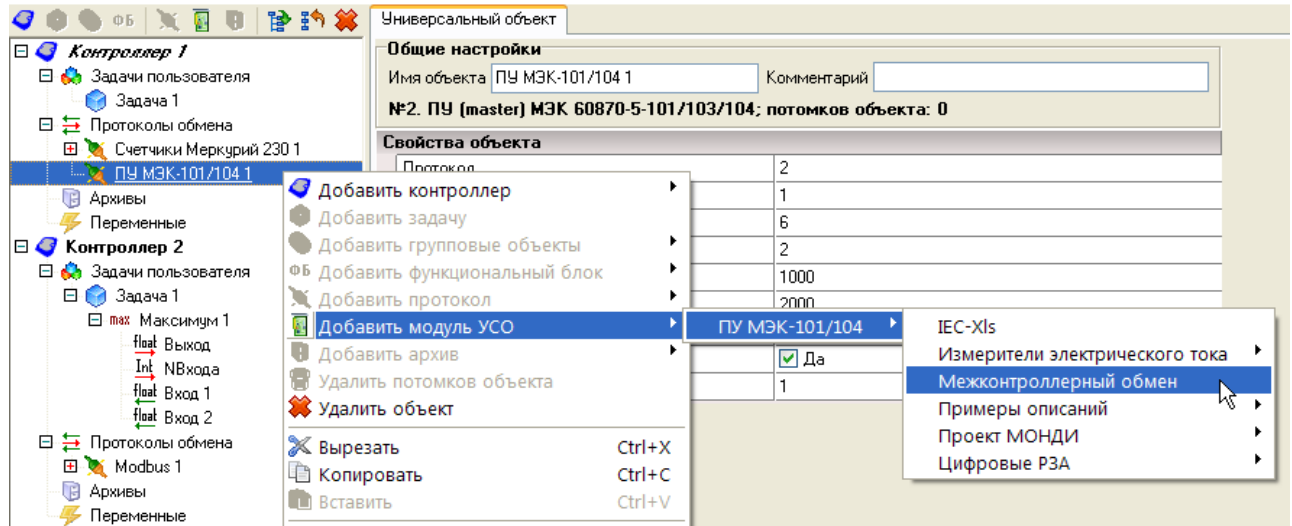 ФБ
Универсальный объект
Контроллер 1
Задачи пользователя
Задача 1
Протоколы обмена
Счетчики Меркурий 230 1
ПУ МЭК-101/104 1
Архивы
Переменные
Контроллер 2
Задачи пользователя
Задача 1
max Максимум 1
float Выход
Int NВхода
float Вход 1
float Вход 2
Протоколы обмена
Modbus 1
Архивы
Переменные
Общие настройки
Имя объекта ПУ МЭК-101/104 1 Комментарий
№2. ПУ (master) МЭК 60870-5-101/103/104; потомков объекта: 0
Свойства объекта
Протокол 2
1
6
2
1000
2000
Да
1
Добавить контроллер
Добавить задачу
Добавить групповые объекты
ФБ Добавить функциональный блок
Добавить протокол
Добавить модуль УСО
Добавить архив
Удалить потомков объекта
Удалить объект
Вырезать Ctrl+X
Копировать Ctrl+C
Вставить Ctrl+V
ПУ МЭК-101/104
IEC-Xls
Измерители электрического тока
Межконтроллерный обмен
Примеры описаний
Проект МОНДИ
Цифровые РЗА